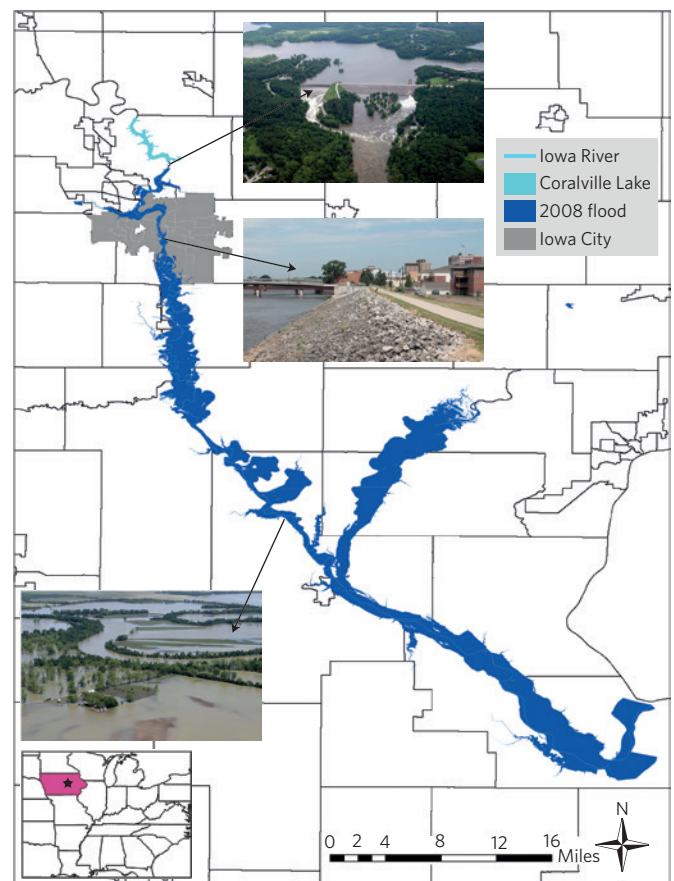 Iowa River
Coralville Lake
2008 flood
Iowa City
N
0 2 4 8 12 16
Miles